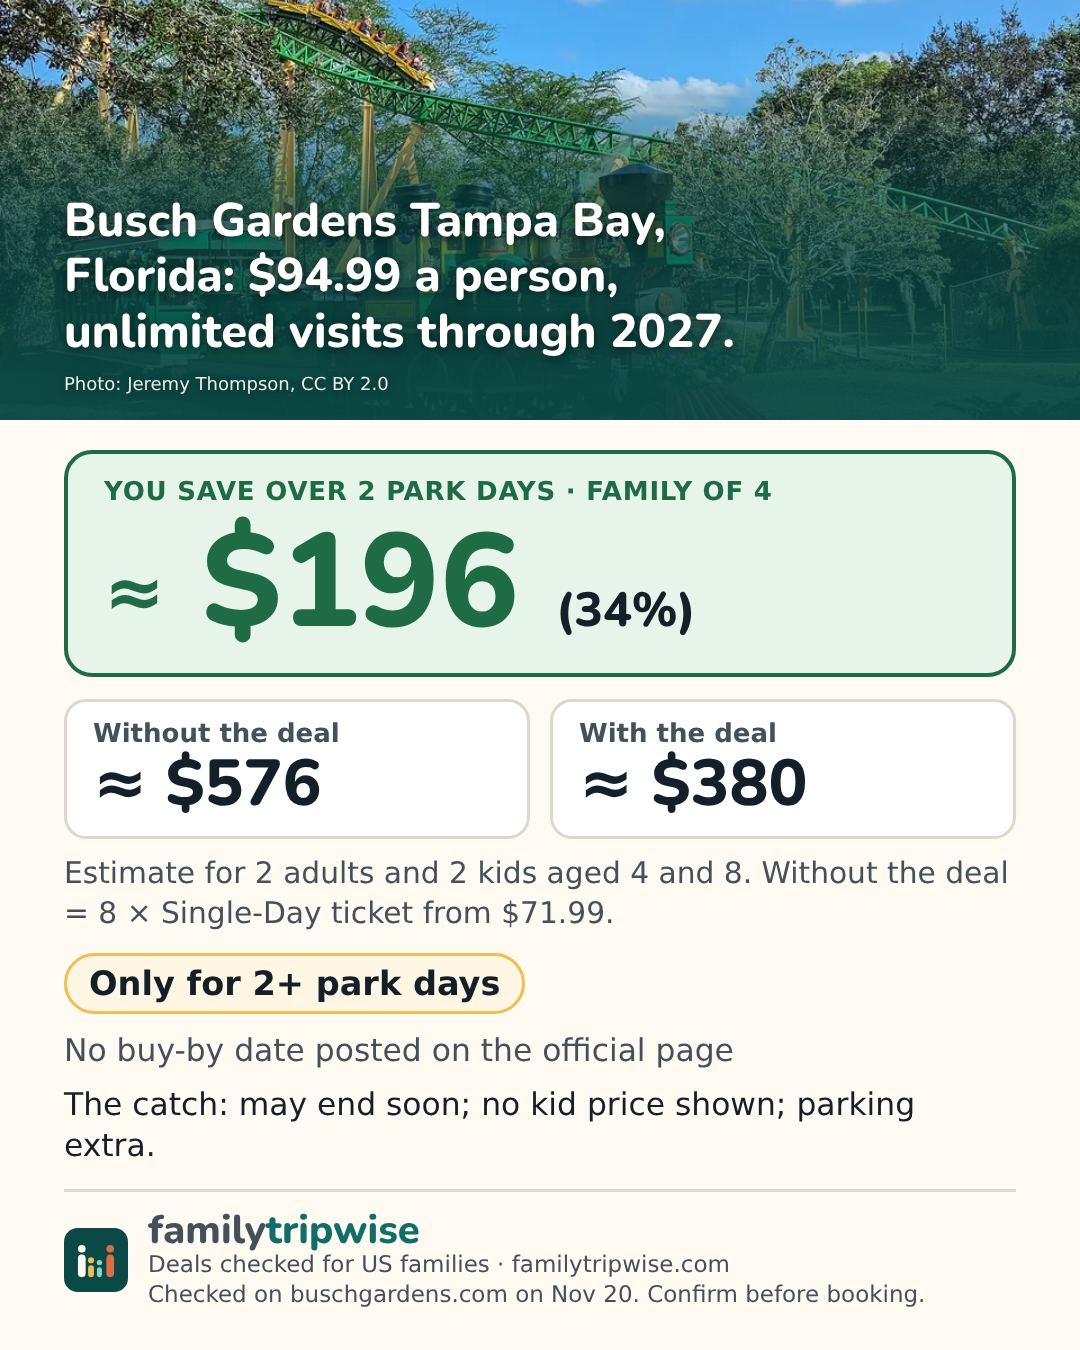 Busch Gardens Tampa Bay,
Florida: $94.99 a person,
unlimited visits through 2027.
Photo: Jeremy Thompson, CC BY 2.0
YOU SAVE OVER 2 PARK DAYS · FAMILY OF 4
≈ $196 (34%)
Without the deal
≈ $576
With the deal
≈ $380
Estimate for 2 adults and 2 kids aged 4 and 8. Without the deal
= 8 × Single-Day ticket from $71.99.
Only for 2+ park days
No buy-by date posted on the official page
The catch: may end soon; no kid price shown; parking
extra.
familytripwise
Deals checked for US families · familytripwise.com
Checked on buschgardens.com on Nov 20. Confirm before booking.